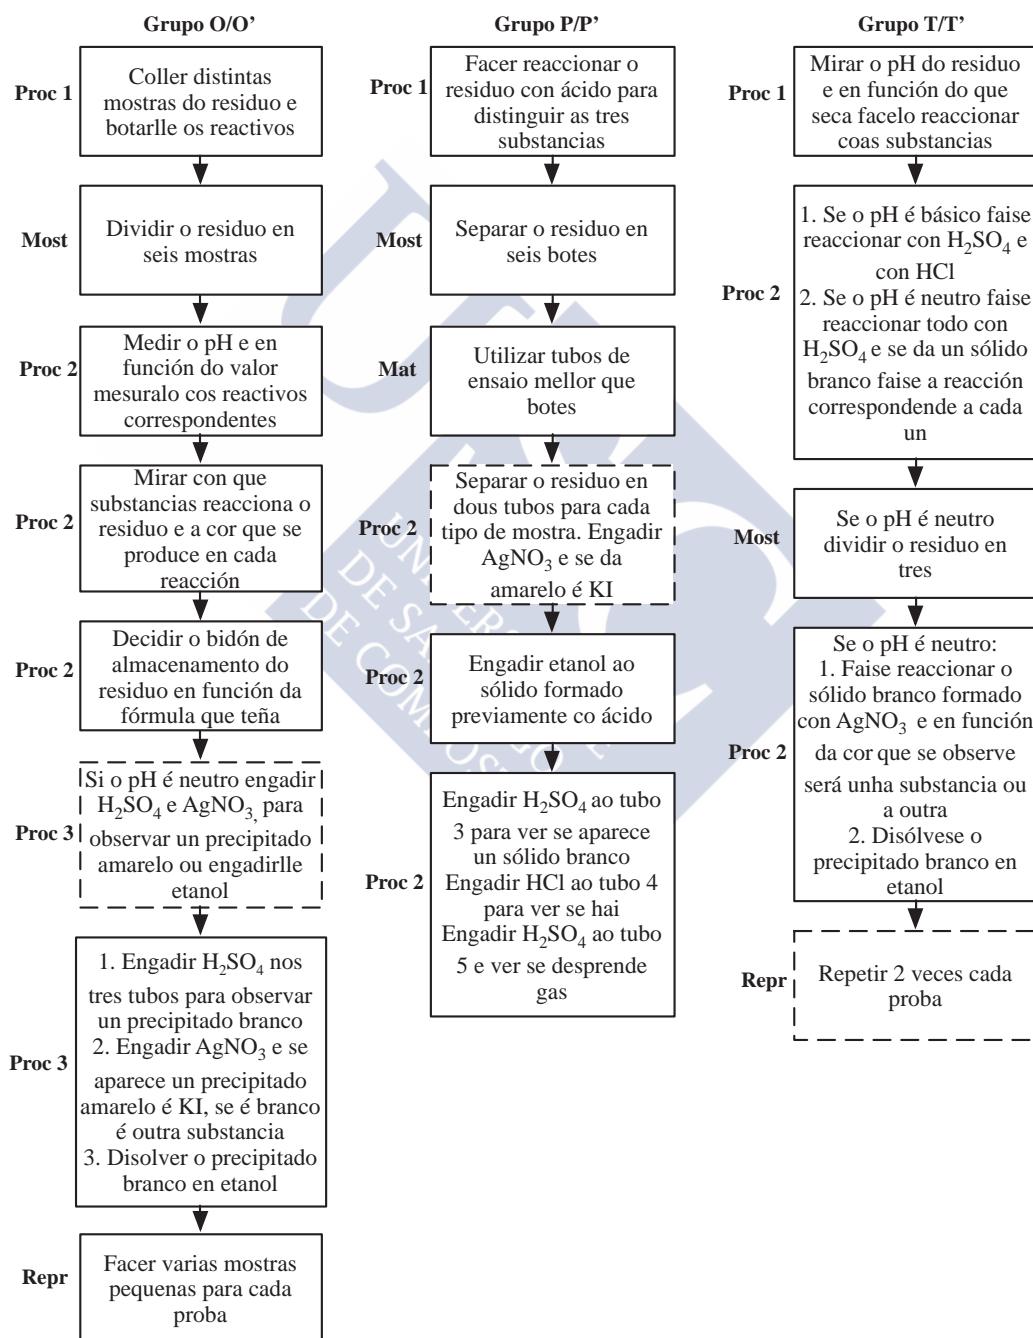 Grupo O/O’
Proc 1
Coller distintas
mostras do residuo e
botarlle os reactivos
Most
Dividir o residuo en
seis mostras
Proc 2
Medir o pH e en
función do valor
mesuralo cos reactivos
correspondentes
Proc 2
Mirar con que
substancias reacciona o
residuo e a cor que se
produce en cada
reacción
Proc 2
Decidir o bidón de
almacenamento do
residuo en función da
fórmula que teña
Proc 3
Si o pH é neutro engadir
H₂SO₄ e AgNO₃, para
observar un precipitado
amarelo ou engadirlle
etanol
Proc 3
1. Engadir H₂SO₄ nos
tres tubos para observar
un precipitado branco
2. Engadir AgNO₃ e se
aparece un precipitado
amarelo é KI, se é branco
é outra substancia
3. Disolver o precipitado
branco en etanol
Repr
Facer varias mostras
pequenas para cada
proba
Grupo P/P’
Proc 1
Facer reaccionar o
residuo con ácido para
distinguir as tres
substancias
Most
Separar o residuo en
seis botes
Mat
Utilizar tubos de
ensaio mellor que
botes
Proc 2
Separar o residuo en
dous tubos para cada
tipo de mostra. Engadir
AgNO₃ e se da
amarelo é KI
Proc 2
Engadir etanol ao
sólido formado
previamente co ácido
Proc 2
Engadir H₂SO₄ ao tubo
3 para ver se aparece
un sólido branco
Engadir HCl ao tubo 4
para ver se hai
Engadir H₂SO₄ ao tubo
5 e ver se desprende
gas
Grupo T/T’
Proc 1
Mirar o pH do residuo
e en función do que
seca facelo reaccionar
coas substancias
Proc 2
1. Se o pH é básico faise
reaccionar con H₂SO₄ e
con HCl
2. Se o pH é neutro faise
reaccionar todo con
H₂SO₄ e se da un sólido
branco faise a reacción
correspondende a cada
un
Most
Se o pH é neutro
dividir o residuo en
tres
Proc 2
Se o pH é neutro:
1. Faise reaccionar o
sólido branco formado
con AgNO₃ e en función
da cor que se observe
será unha substancia ou
a outra
2. Disólvese o
precipitado branco en
etanol
Repr
Repetir 2 veces cada
proba